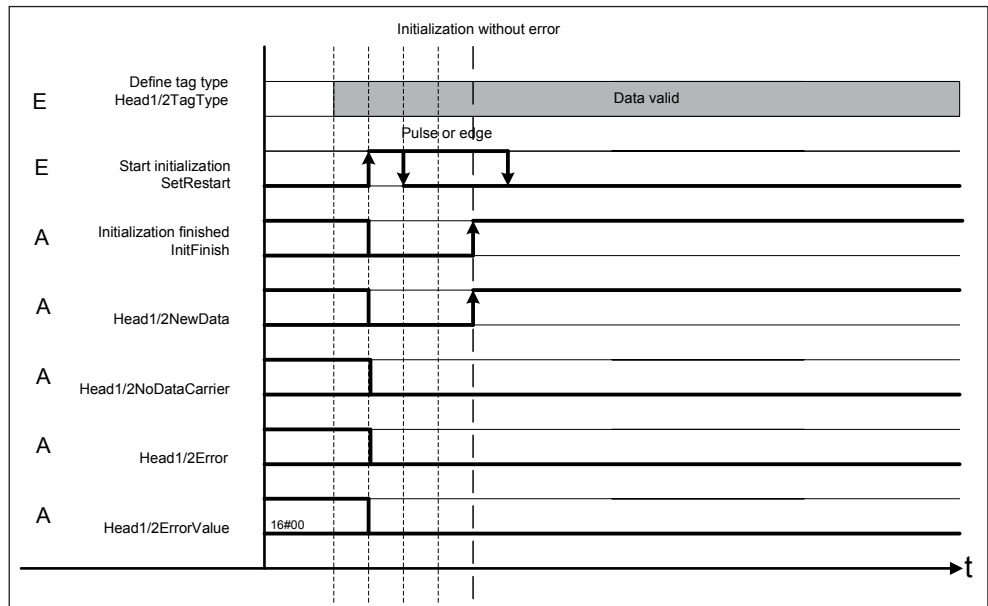 Initialization without error
E
Define tag type
Head1/2TagType
Data valid
Pulse or edge
E
Start initialization
SetRestart
A
Initialization finished
InitFinish
A
Head1/2NewData
A
Head1/2NoDataCarrier
A
Head1/2Error
A
Head1/2ErrorValue
16#00
t